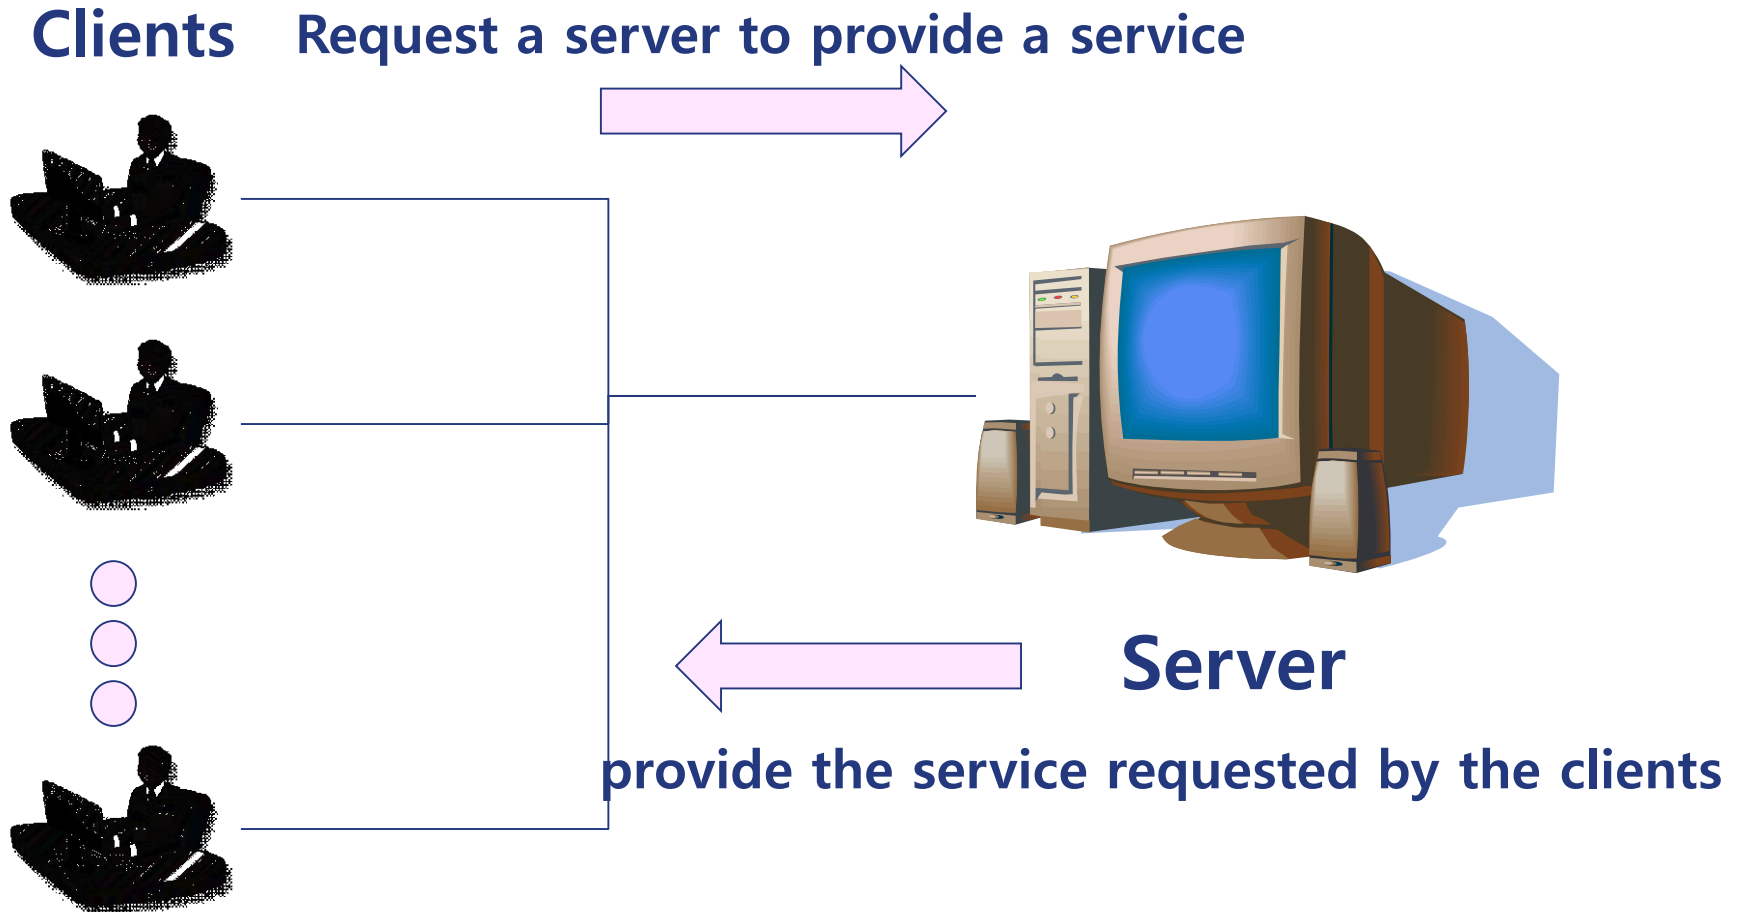 Clients
Request a server to provide a service
Server
provide the service requested by the clients